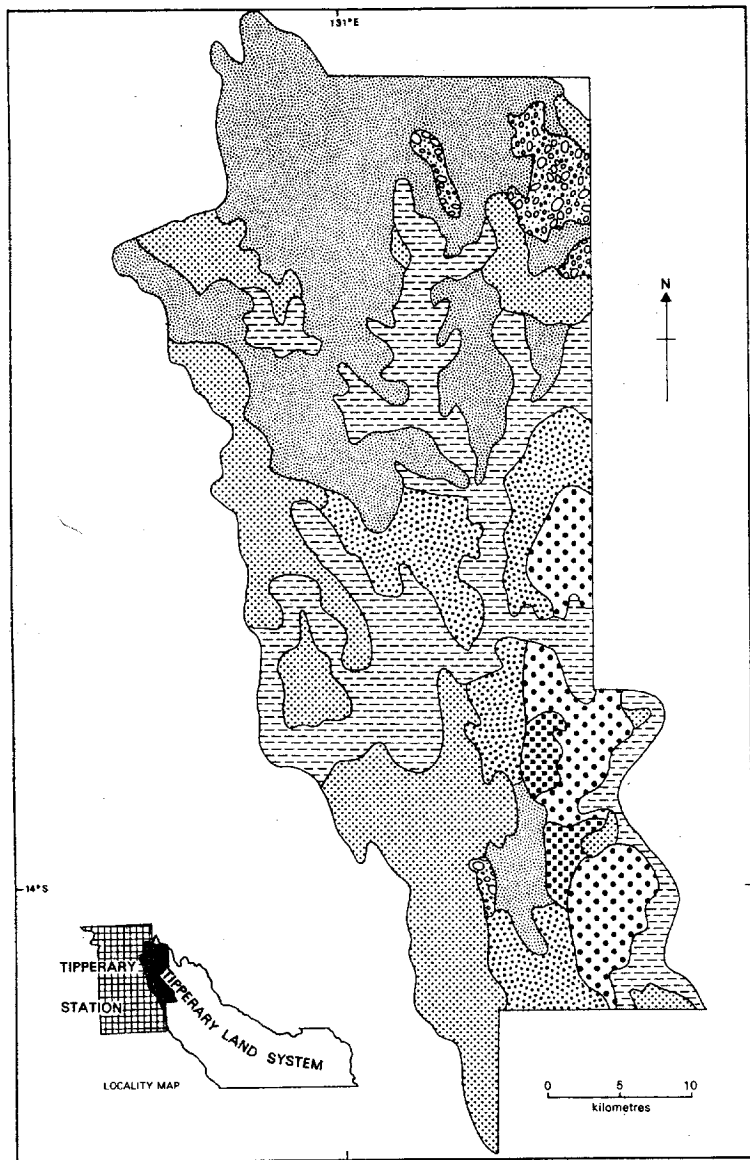 131°E
N
14°S
TIPPERARY
STATION
TIPPERARY LAND SYSTEM
LOCALITY MAP
0 5 10
kilometres